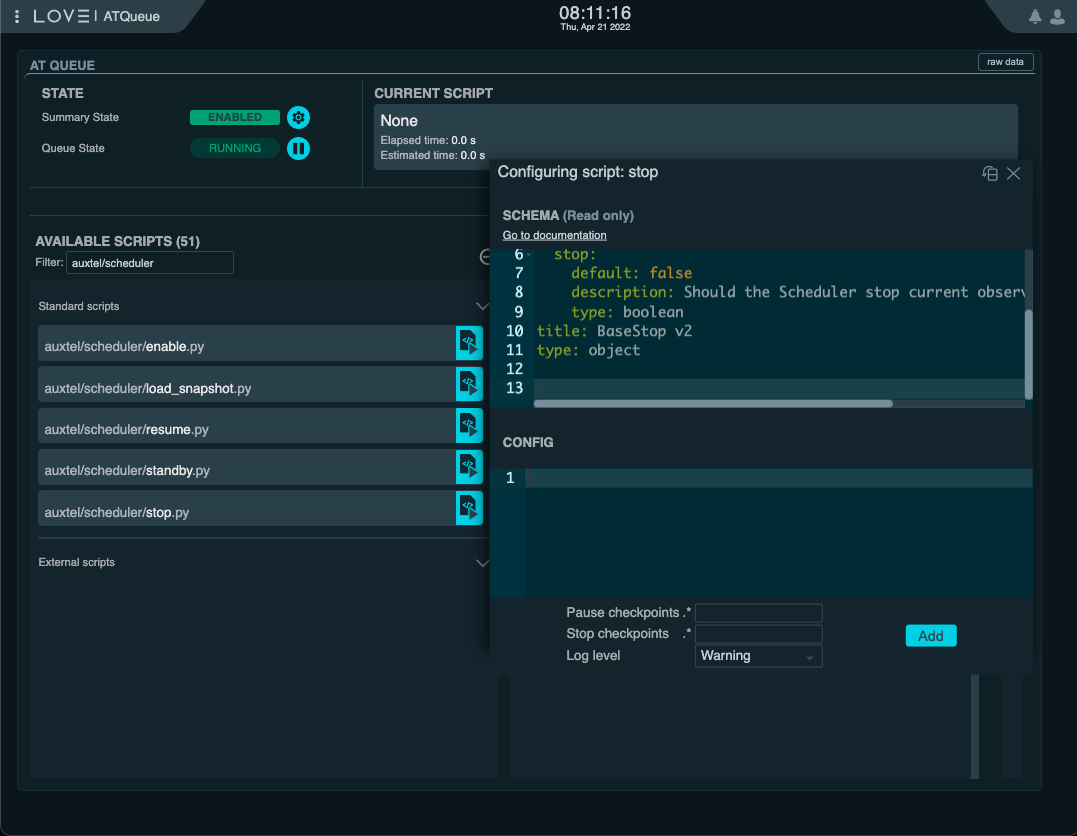 LOVE | ATQueue
08:11:16
Thu, Apr 21 2022
AT QUEUE
raw data
STATE
Summary State
ENABLED
Queue State
RUNNING
CURRENT SCRIPT
None
Elapsed time: 0.0 s
Estimated time: 0.0 s
AVAILABLE SCRIPTS (51)
Filter: auxtel/scheduler
Standard scripts
auxtel/scheduler/enable.py
auxtel/scheduler/load_snapshot.py
auxtel/scheduler/resume.py
auxtel/scheduler/standby.py
auxtel/scheduler/stop.py
External scripts
Configuring script: stop
SCHEMA (Read only)
Go to documentation
6 stop:
7 default: false
8 description: Should the Scheduler stop current observ
9 type: boolean
10 title: BaseStop v2
11 type: object
12
13
CONFIG
1
Pause checkpoints .*
Stop checkpoints .*
Log level Warning
Add